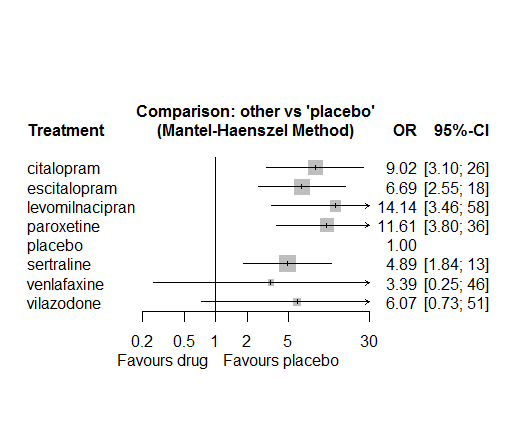 Comparison: other vs 'placebo'
Treatment (Mantel-Haenszel Method) OR 95%-CI
citalopram 9.02 [3.10; 26]
escitalopram 6.69 [2.55; 18]
levomilnacipran 14.14 [3.46; 58]
paroxetine 11.61 [3.80; 36]
placebo 1.00
sertraline 4.89 [1.84; 13]
venlafaxine 3.39 [0.25; 46]
vilazodone 6.07 [0.73; 51]
0.2 0.5 1 2 5 30
Favours drug Favours placebo